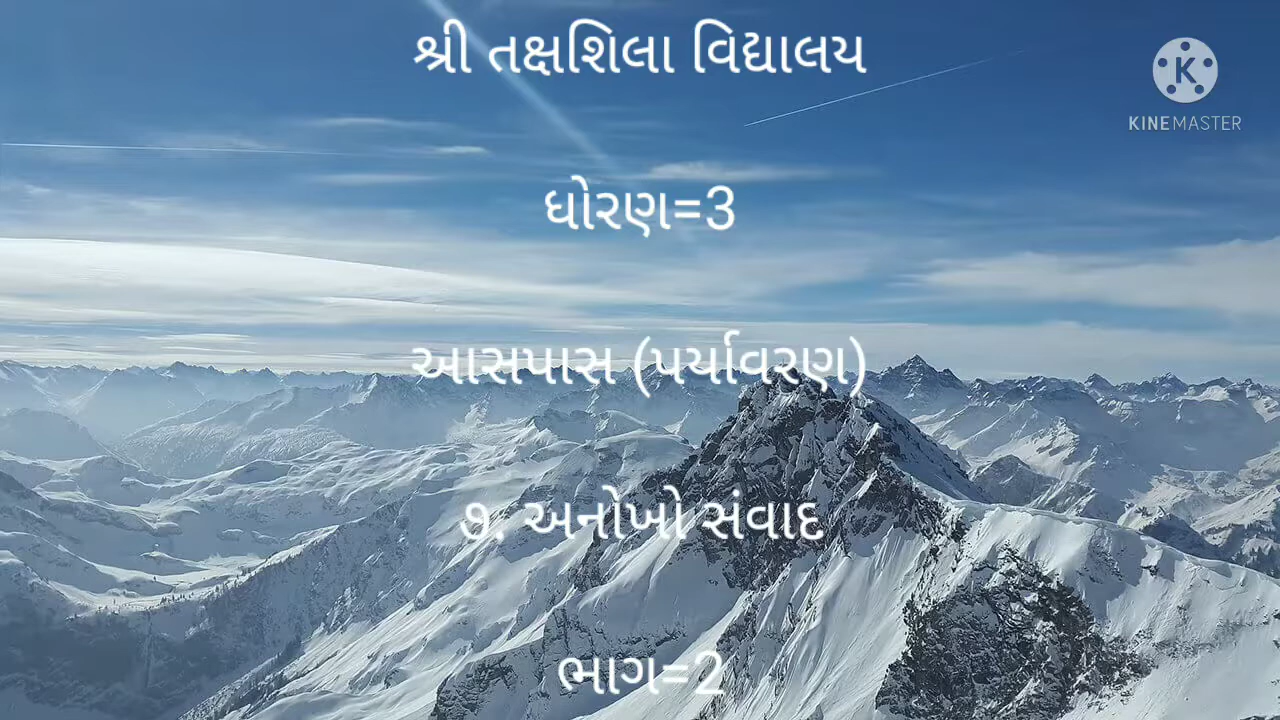 શ્રી તક્ષશિલા વિદ્યાલય
K
KINEMASTER
ધોરણ=3
આસપાસ (પર્યાવરણ)
૭. અનોખો સંવાદ
ભાગ=2